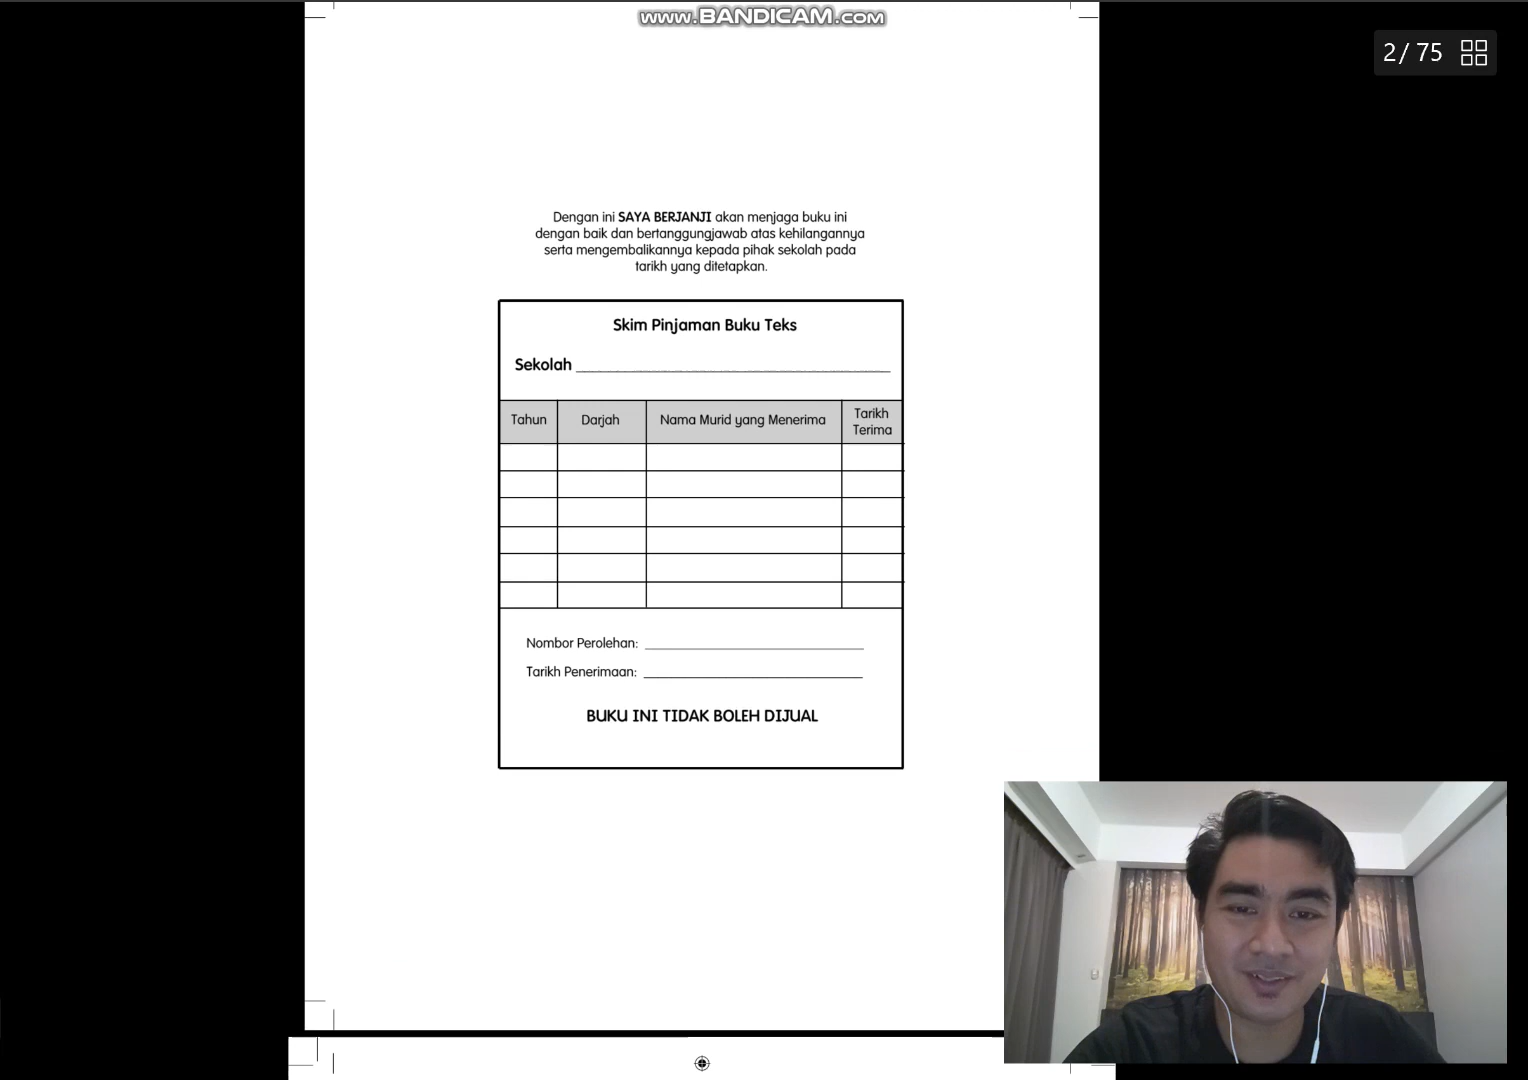 www.BANDICAM.com
2/ 75
Dengan ini SAYA BERJANJI akan menjaga buku ini
dengan baik dan bertanggungjawab atas kehilangannya
serta mengembalikannya kepada pihak sekolah pada
tarikh yang ditetapkan.
Skim Pinjaman Buku Teks
Sekolah
Tahun Darjah Nama Murid yang Menerima Tarikh Terima
Nombor Perolehan:
Tarikh Penerimaan:
BUKU INI TIDAK BOLEH DIJUAL